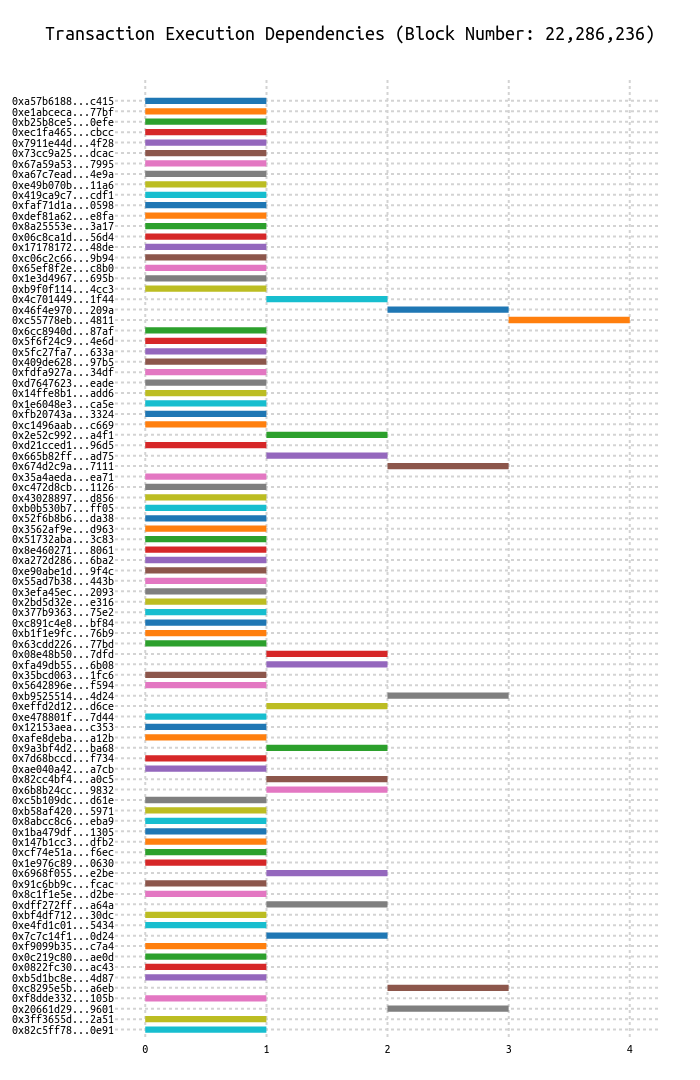 Transaction Execution Dependencies (Block Number: 22,286,236)
0xa57b6188...c415
0xe1abceca...77bf
0xb25b8ce5...0efe
0xec1fa465...cbcc
0x7911e44d...4f28
0x73cc9a25...dcac
0x67a59a53...7995
0xa67c7ead...4e9a
0xe49b070b...11a6
0x419ca9c7...cdf1
0xfaf71d1a...0598
0xdef81a62...e8fa
0x8a25553e...3a17
0x06c8ca1d...56d4
0x17178172...48de
0xc06c2c66...9b94
0x65ef8f2e...c8b0
0x1e3d4967...695b
0xb9f0f114...4cc3
0x4c701449...1f44
0x46f4e970...209a
0xc55778eb...4811
0x6cc8940d...87af
0x5f6f24c9...4e6d
0x5fc27fa7...633a
0x409de628...97b5
0xfdfa927a...34df
0xd7647623...eade
0x14ffe8b1...add6
0x1e6048e3...ca5e
0xfb20743a...3324
0xc1496aab...c669
0x2e52c992...a4f1
0xd21cced1...96d5
0x665b82ff...ad75
0x674d2c9a...7111
0x35a4aeda...ea71
0xc472d8cb...1126
0x43028897...d856
0xb0b530b7...ff05
0x52f6b8b6...da38
0x3562af9e...d963
0x51732aba...3c83
0x8e460271...8061
0xa272d286...6ba2
0xe90abe1d...9f4c
0x55ad7b38...443b
0x3efa45ec...2093
0x2bd5d32e...e316
0x377b9363...75e2
0xc891c4e8...bf84
0xb1f1e9fc...76b9
0x63cdd226...77bd
0x08e48b50...7dfd
0xfa49db55...6b08
0x35bcd063...1fc6
0x5642896e...f594
0xb9525514...4d24
0xeffd2d12...d6ce
0xe478801f...7d44
0x12153aea...c353
0xafe8deba...a12b
0x9a3bf4d2...ba68
0x7d68bccd...f734
0xae040a42...a7cb
0x82cc4bf4...a0c5
0x6b8b24cc...9832
0xc5b109dc...d61e
0xb58af420...5971
0x8abcc8c6...eba9
0x1ba479df...1305
0x147b1cc3...dfb2
0xcf74e51a...f6ec
0x1e976c89...0630
0x6968f055...e2be
0x91c6bb9c...fcac
0x8c1f1e5e...d2be
0xdff272ff...a64a
0xbf4df712...30dc
0xe4fd1c01...5434
0x7c7c14f1...0d24
0xf9099b35...c7a4
0x0c219c80...ae0d
0x0822fc30...ac43
0xb5d1bc8e...4d87
0xc8295e5b...a6eb
0xf8dde332...105b
0x20661d29...9601
0x3ff3655d...2a51
0x82c5ff78...0e91
0 1 2 3 4